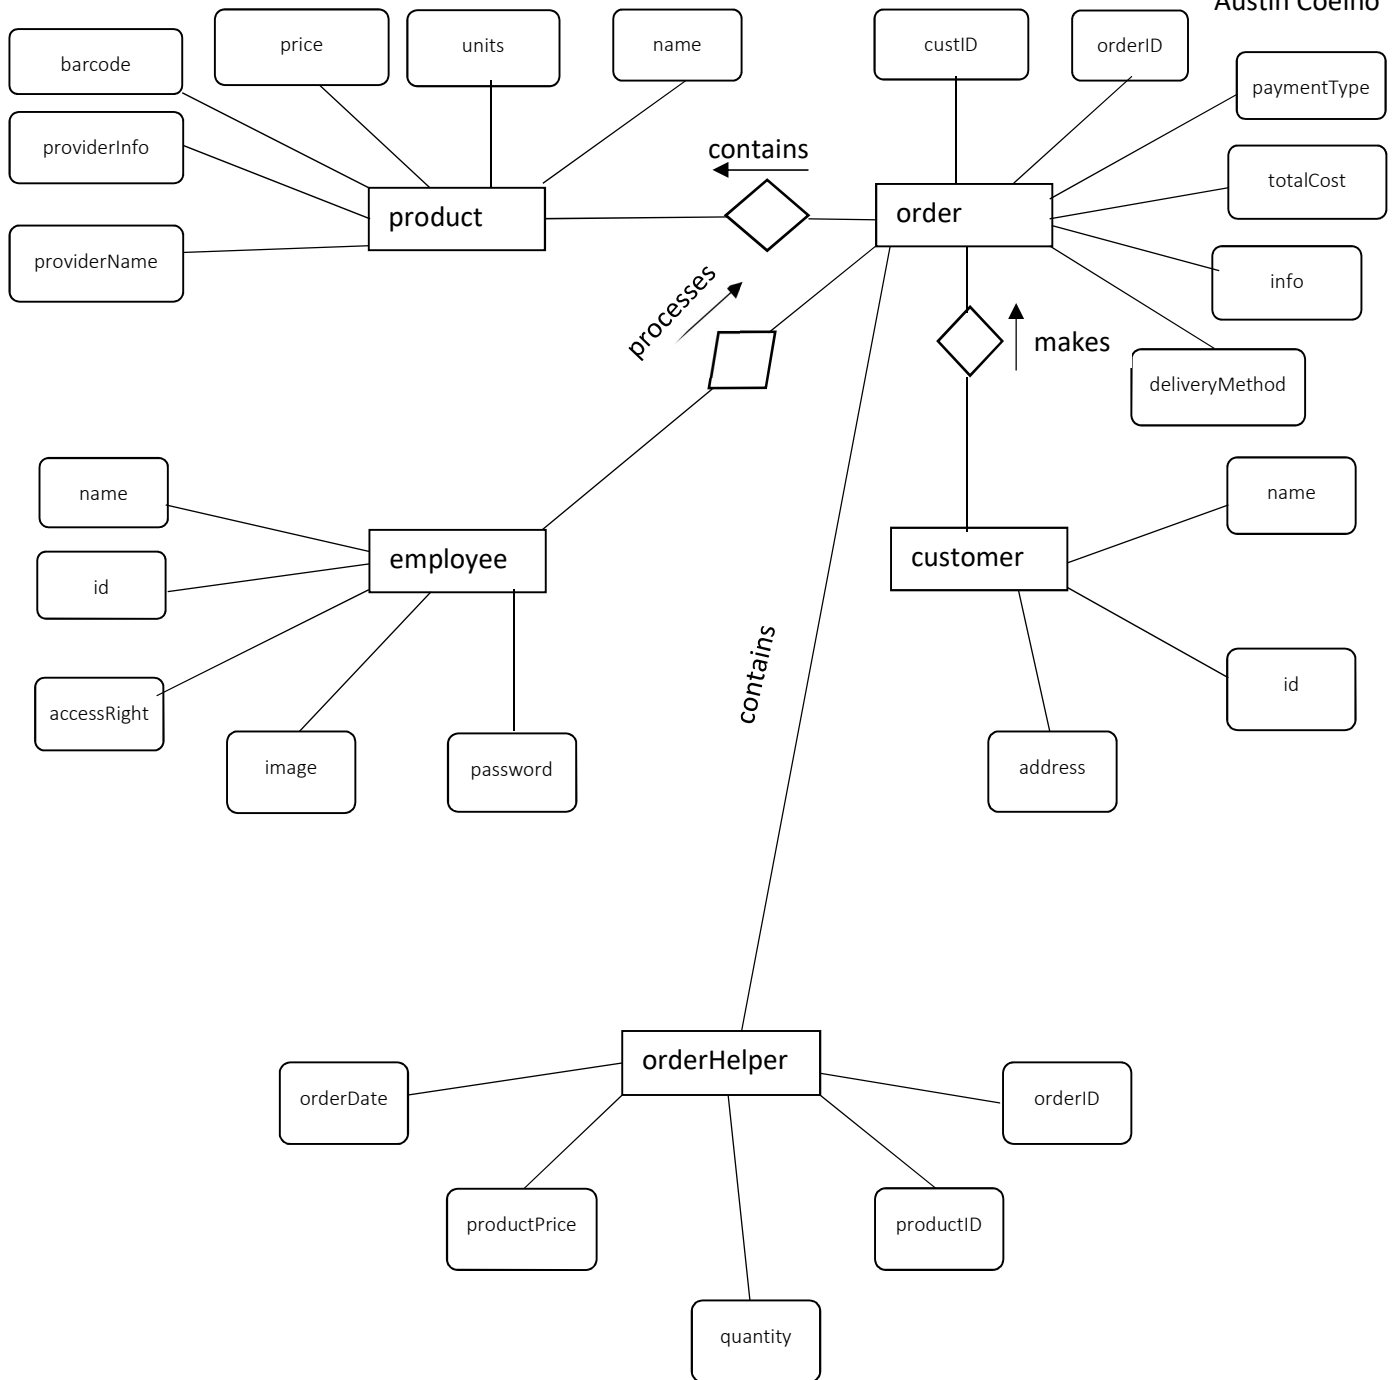 Austin Coelho
barcode
price
units
name
custID
orderID
paymentType
providerInfo
contains
totalCost
product
order
providerName
info
processes
makes
deliveryMethod
name
name
employee
customer
id
contains
id
accessRight
image
password
address
orderHelper
orderDate
orderID
productPrice
productID
quantity